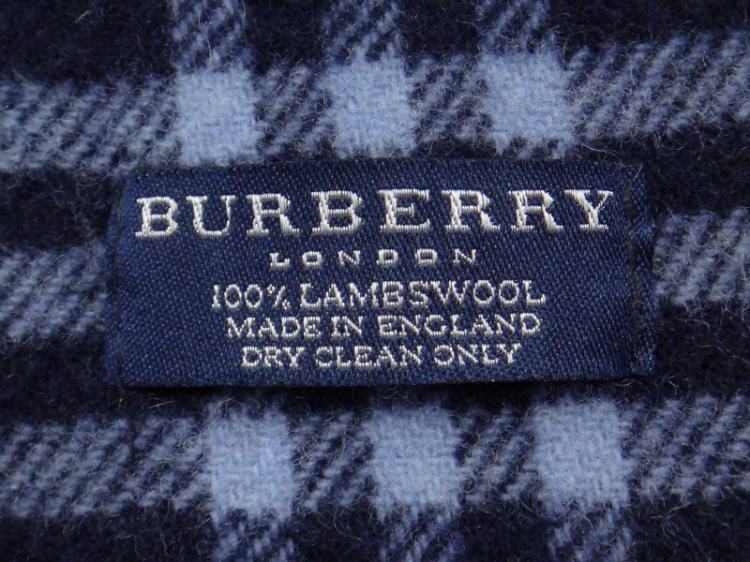 BURBERRY
LONDON
100% LAMBSWOOL
MADE IN ENGLAND
DRY CLEAN ONLY